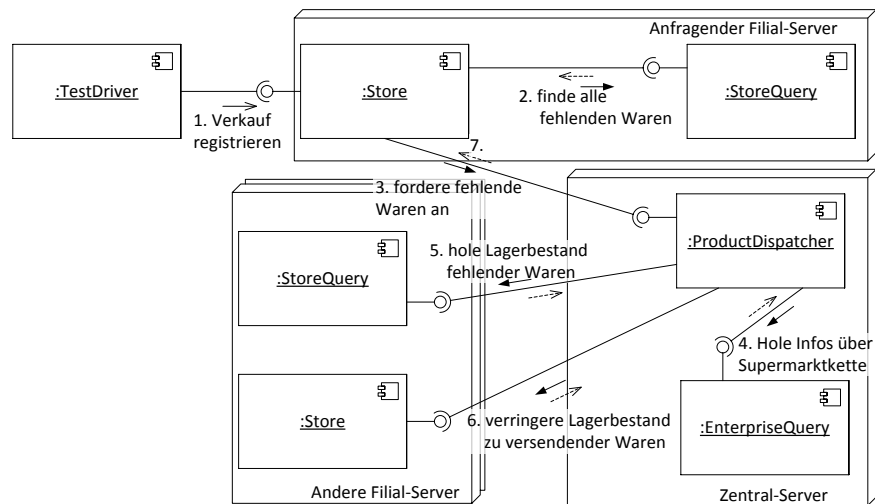 Anfragender Filial-Server
:TestDriver
:Store
:StoreQuery
1. Verkauf
registrieren
2. finde alle
fehlenden Waren
7.
3. fordere fehlende
Waren an
:ProductDispatcher
5. hole Lagerbestand
fehlender Waren
:StoreQuery
4. Hole Infos über
Supermarktkette
:Store
6. verringere Lagerbestand
zu versendender Waren
:EnterpriseQuery
Andere Filial-Server
Zentral-Server